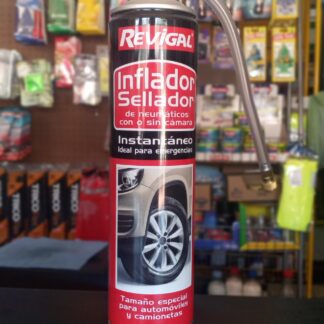 REVIGAL
Inflador
Sellador
de neumáticos
con o sin cámara
Instantáneo
Ideal para emergencias
Tamaño especial
para automóviles
y camionetas